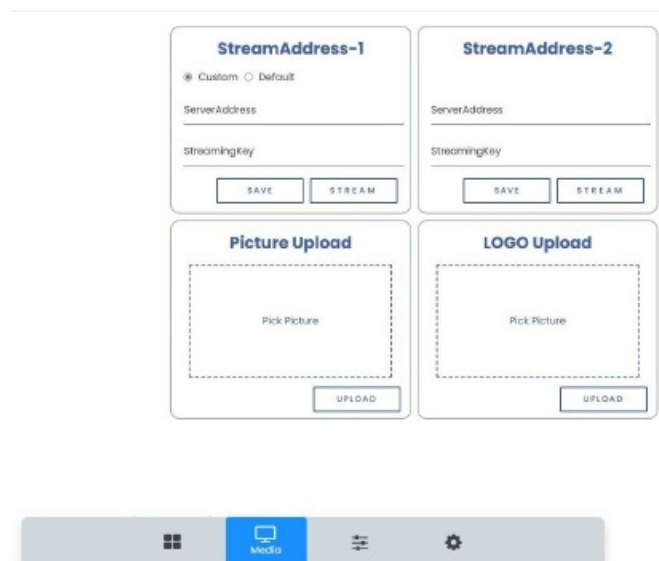 StreamAddress-1
Custom Default
ServerAddress
StreamingKey
SAVE STREAM
StreamAddress-2
ServerAddress
StreamingKey
SAVE STREAM
Picture Upload
Pick Picture
UPLOAD
LOGO Upload
Pick Picture
UPLOAD
Media